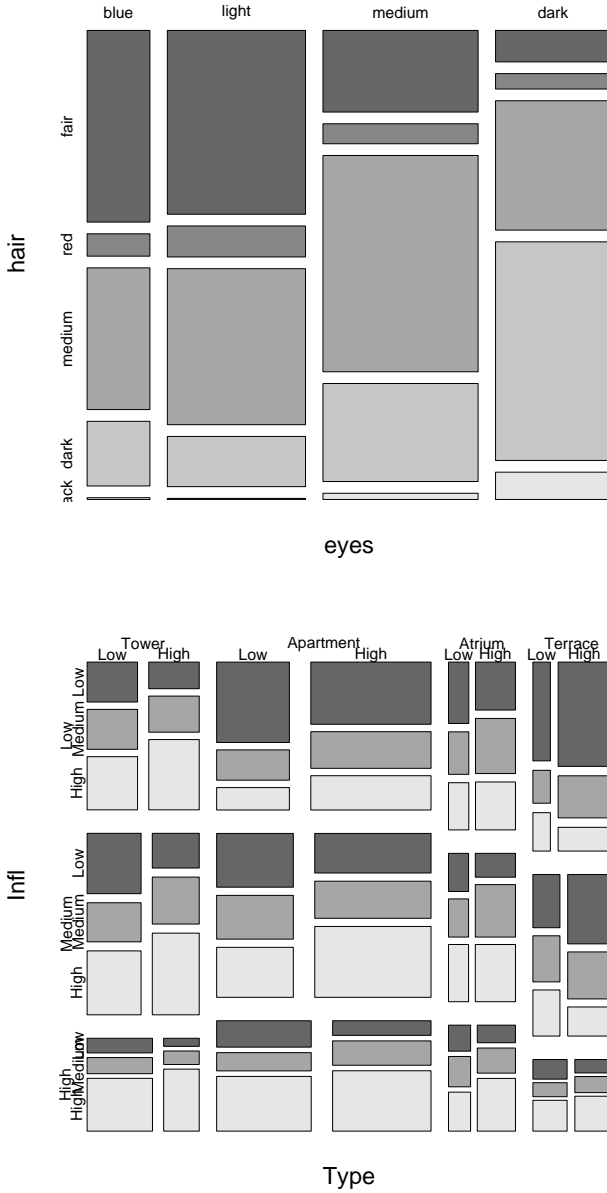 blue light medium dark
fair
red
medium
dark
ack
hair
eyes
Tower Apartment Atrium Terrace
Low High Low High Low High Low High
Low
Low
Medium
High
Low
Medium
Medium
High
Low
Medium
High
High
Infl
Type